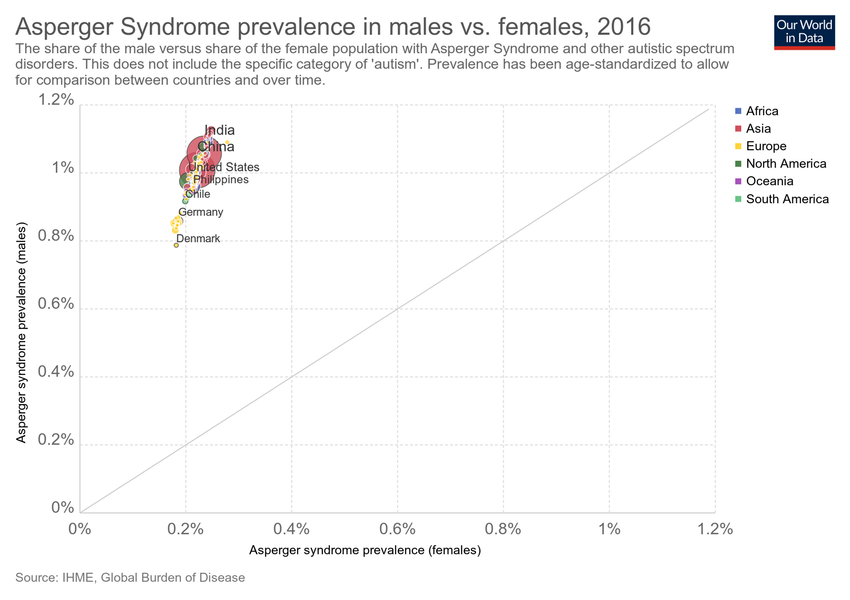 Asperger Syndrome prevalence in males vs. females, 2016
Our World
in Data
The share of the male versus share of the female population with Asperger Syndrome and other autistic spectrum
disorders. This does not include the specific category of 'autism'. Prevalence has been age-standardized to allow
for comparison between countries and over time.
1.2%
1%
0.8%
0.6%
0.4%
0.2%
0%
Asperger syndrome prevalence (males)
India
China
United States
Philippines
Chile
Germany
Denmark
Africa
Asia
Europe
North America
Oceania
South America
0%
0.2%
0.4%
0.6%
0.8%
1%
1.2%
Asperger syndrome prevalence (females)
Source: IHME, Global Burden of Disease